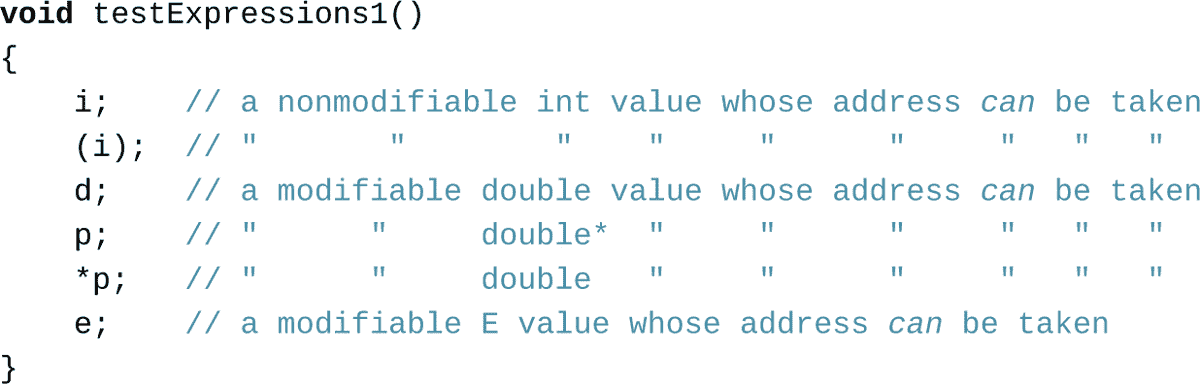 void testExpressions1()
{
    i;    // a nonmodifiable int value whose address can be taken
    (i);  // "       "        "    "     "      "     "   "   "
    d;    // a modifiable double value whose address can be taken
    p;    // "      "     double*  "     "      "     "   "   "
    *p;   // "      "     double   "     "      "     "   "   "
    e;    // a modifiable E value whose address can be taken
}